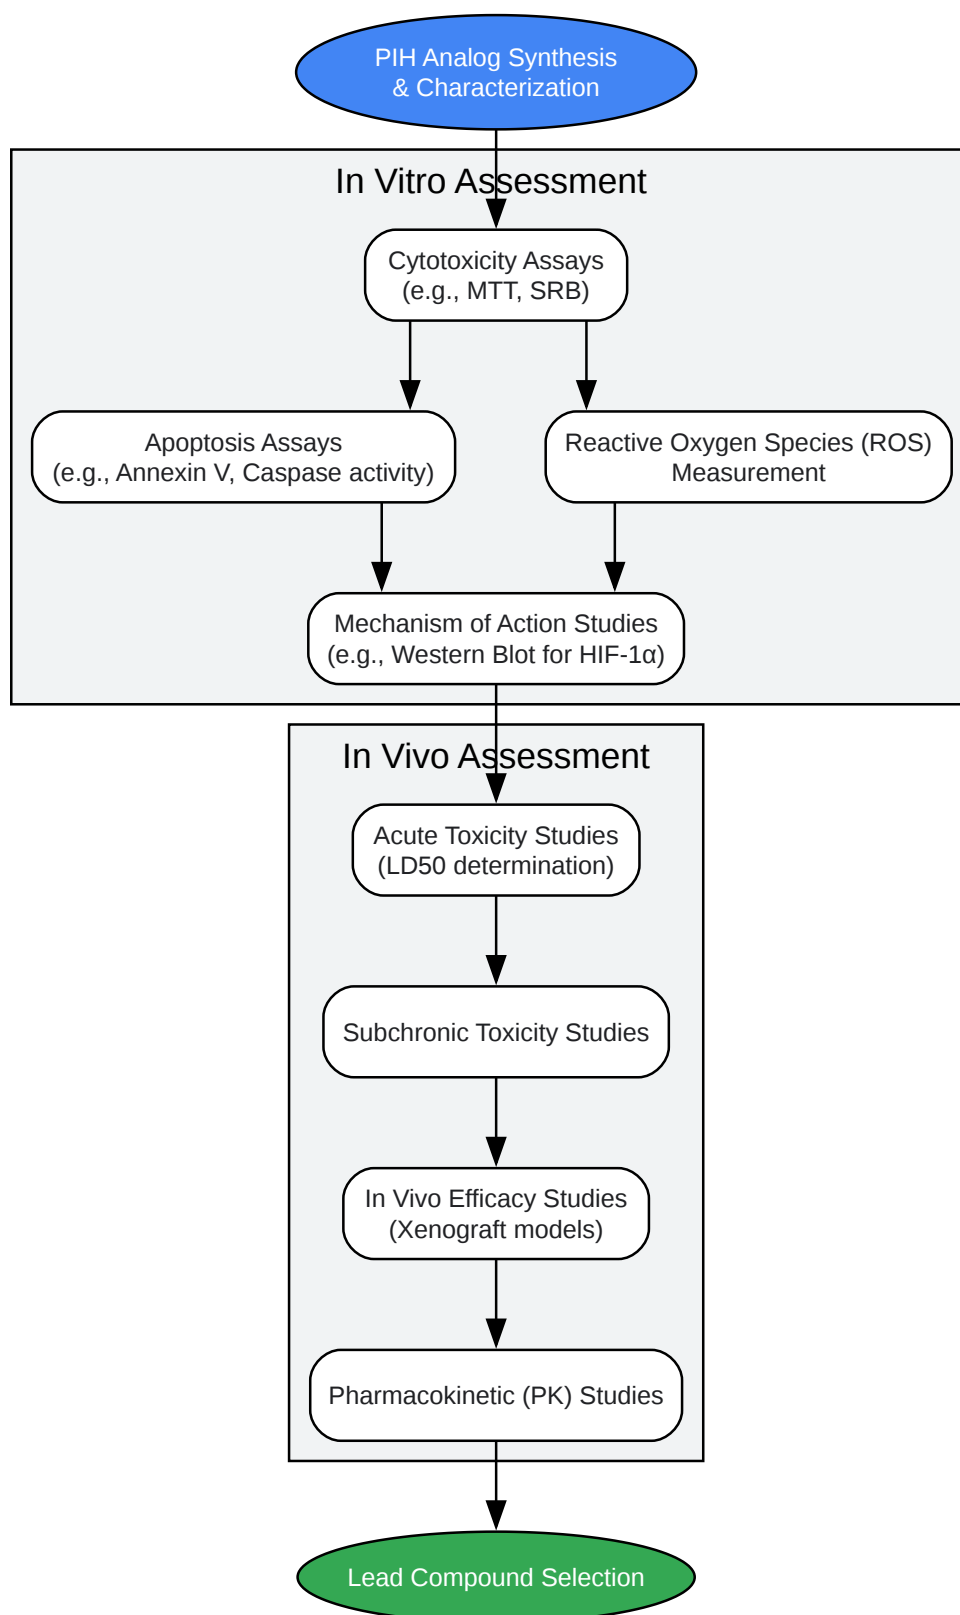 PIH Analog Synthesis
& Characterization
In Vitro Assessment
Cytotoxicity Assays
(e.g., MTT, SRB)
Apoptosis Assays
(e.g., Annexin V, Caspase activity)
Reactive Oxygen Species (ROS)
Measurement
Mechanism of Action Studies
(e.g., Western Blot for HIF-1α)
In Vivo Assessment
Acute Toxicity Studies
(LD50 determination)
Subchronic Toxicity Studies
In Vivo Efficacy Studies
(Xenograft models)
Pharmacokinetic (PK) Studies
Lead Compound Selection